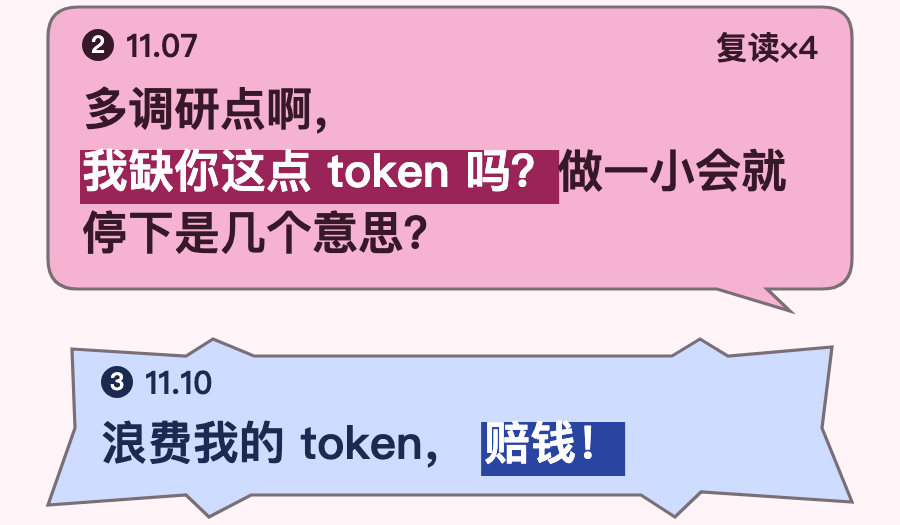 2 11.07 复读×4
多调研点啊，
我缺你这点 token 吗？做一小会就
停下是几个意思？
3 11.10
浪费我的 token， 赔钱！